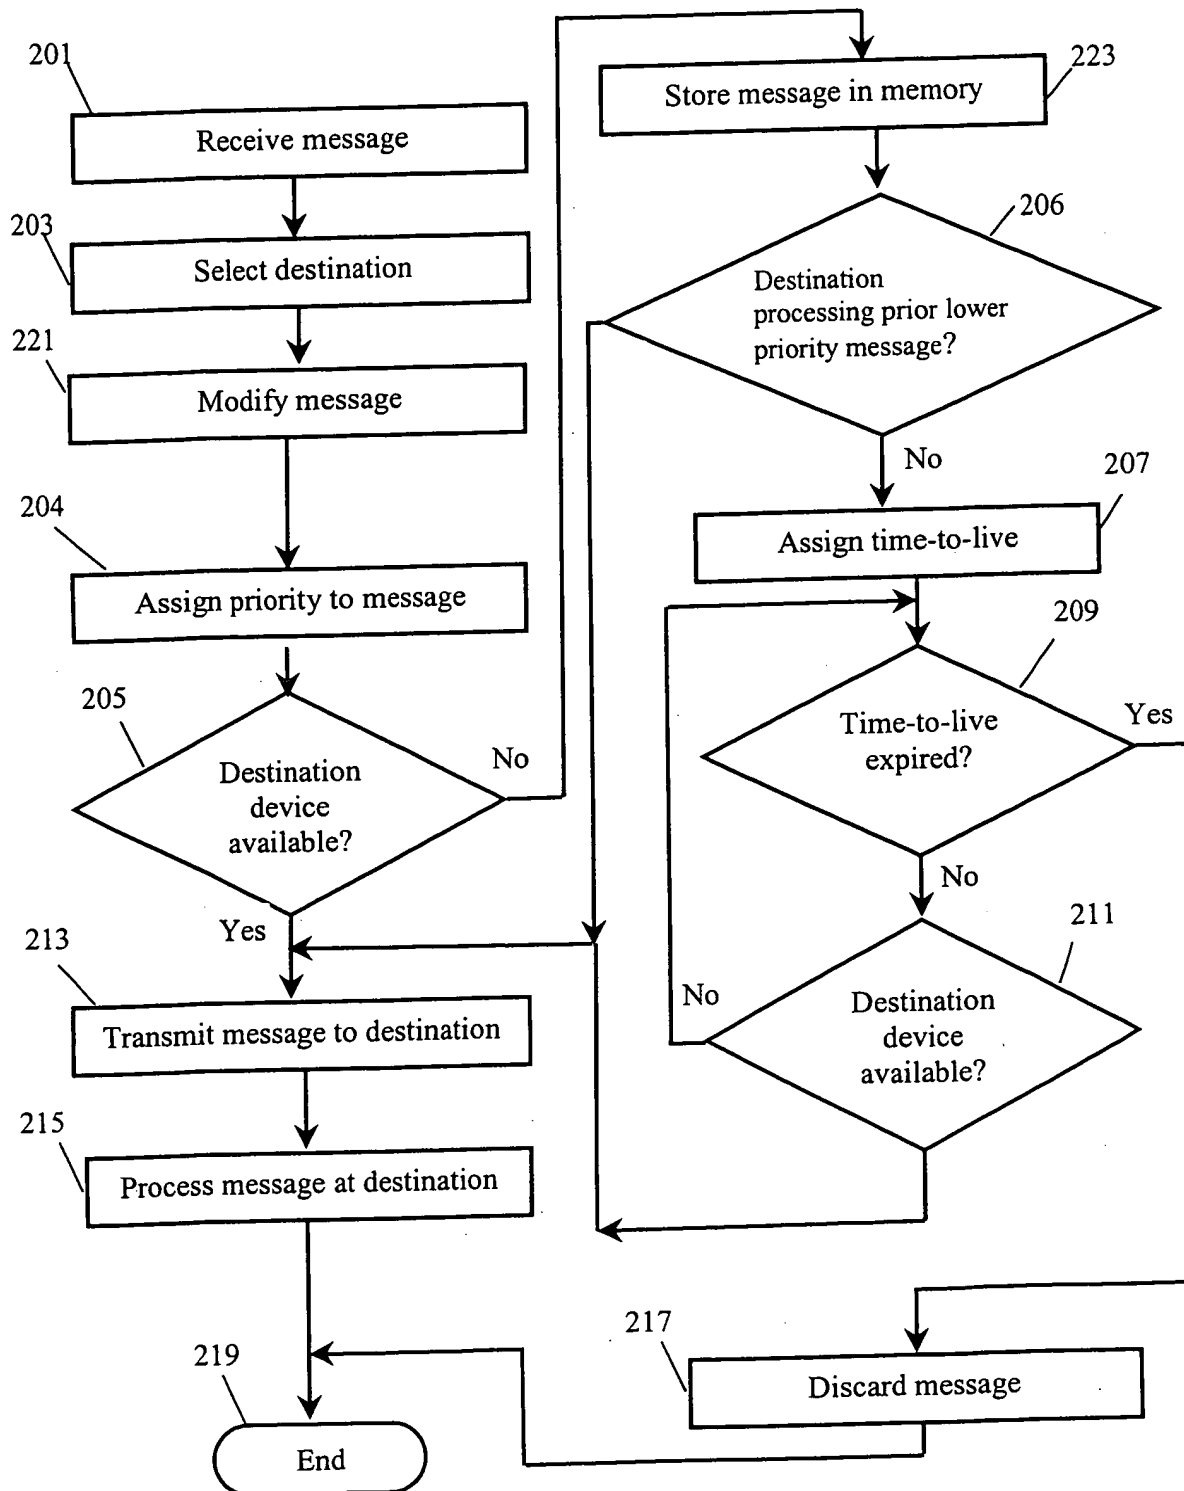 201
Receive message
203
Select destination
221
Modify message
204
Assign priority to message
205
Destination
device
available?
No
Yes
213
Transmit message to destination
215
Process message at destination
219
End
223
Store message in memory
206
Destination
processing prior lower
priority message?
No
207
Assign time-to-live
209
Time-to-live
expired?
Yes
No
211
Destination
device
available?
No
217
Discard message